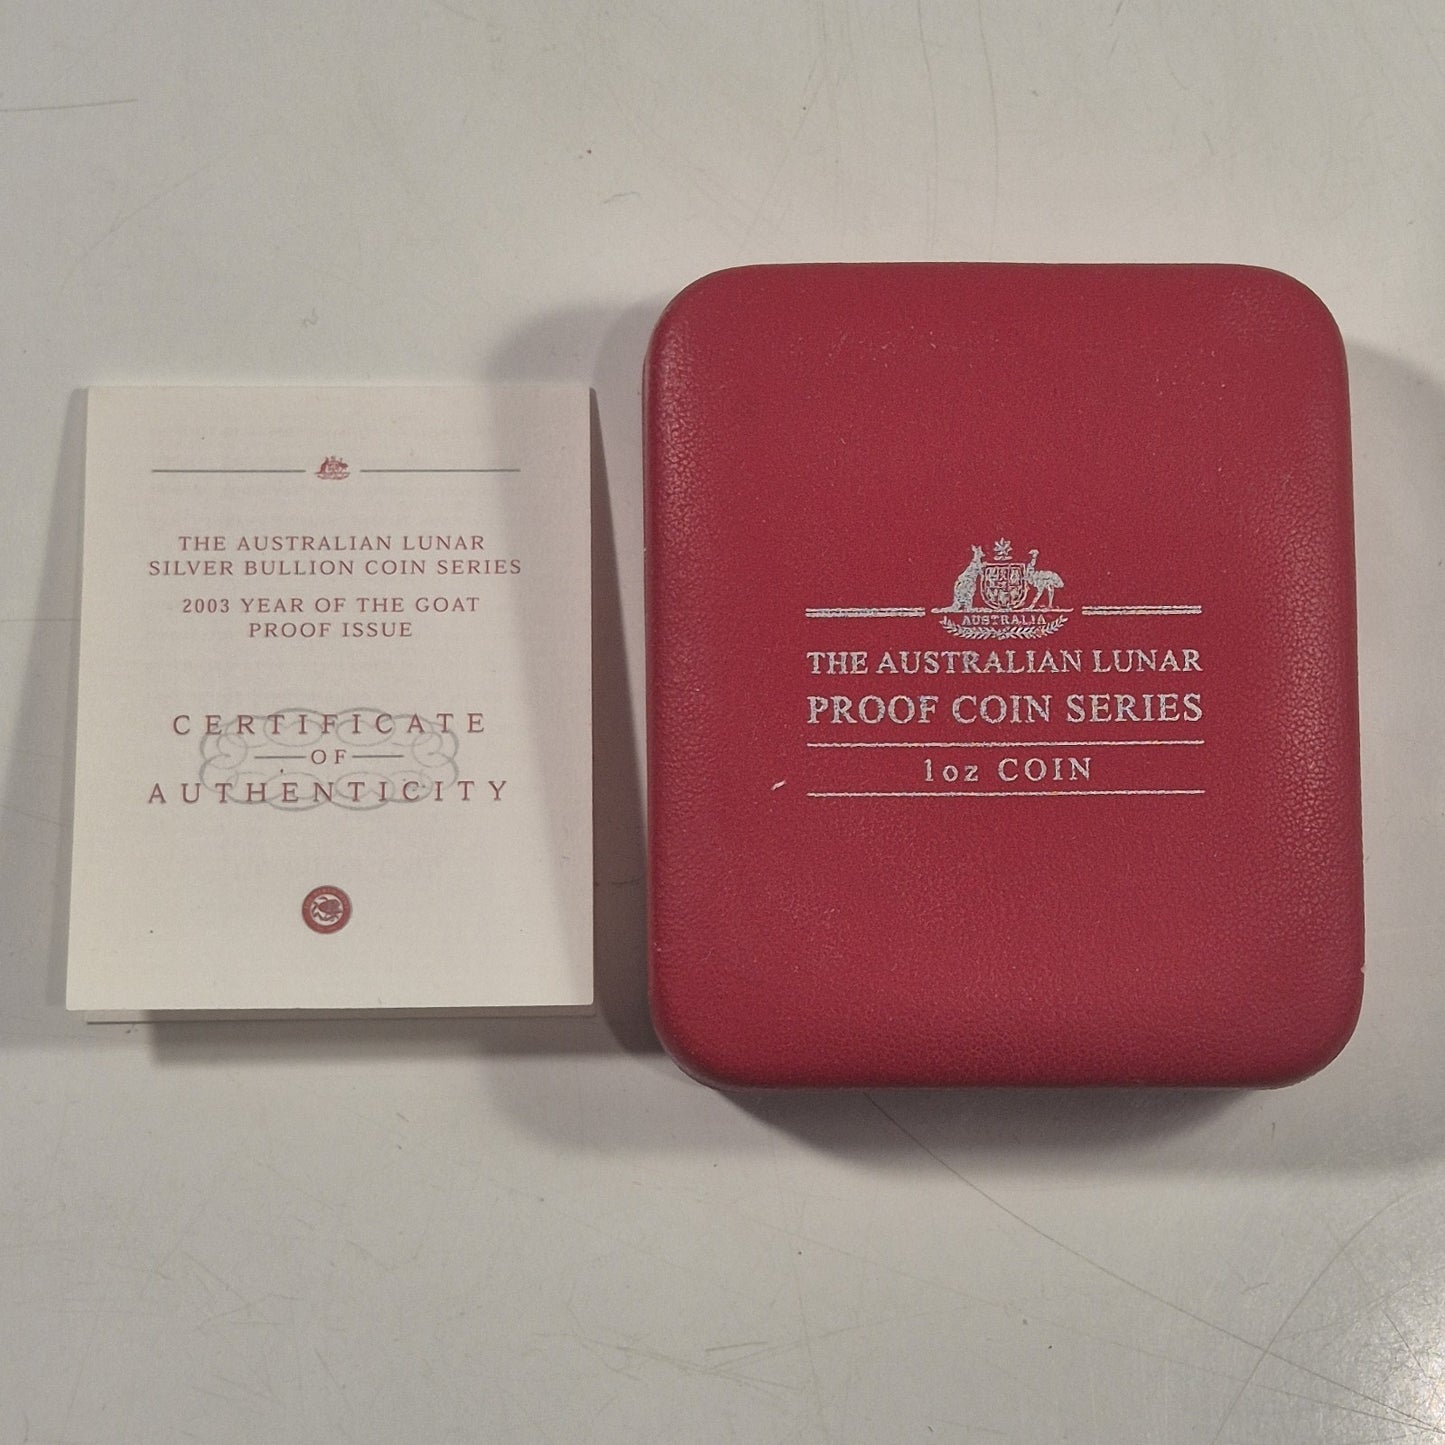 THE AUSTRALIAN LUNAR
SILVER BULLION COIN SERIES
2003 YEAR OF THE GOAT
PROOF ISSUE
CERTIFICATE
OF
AUTHENTICITY
AUSTRALIA
THE AUSTRALIAN LUNAR
PROOF COIN SERIES
1oz COIN